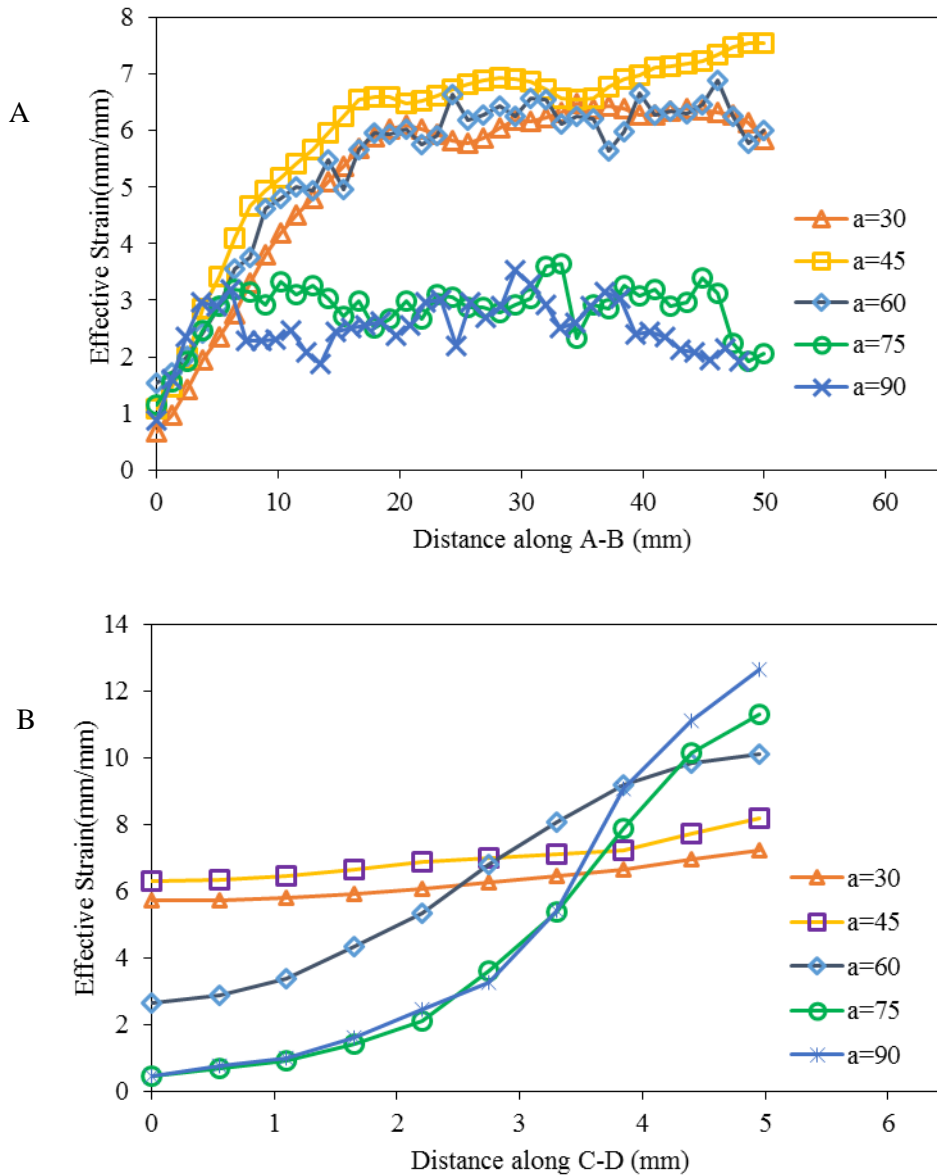 A
Effective Strain(mm/mm)
8
7
6
5
4
3
2
1
0
0 10 20 30 40 50 60
Distance along A-B (mm)
a=30
a=45
a=60
a=75
a=90
B
Effective Strain(mm/mm)
14
12
10
8
6
4
2
0
0 1 2 3 4 5 6
Distance along C-D (mm)
a=30
a=45
a=60
a=75
a=90